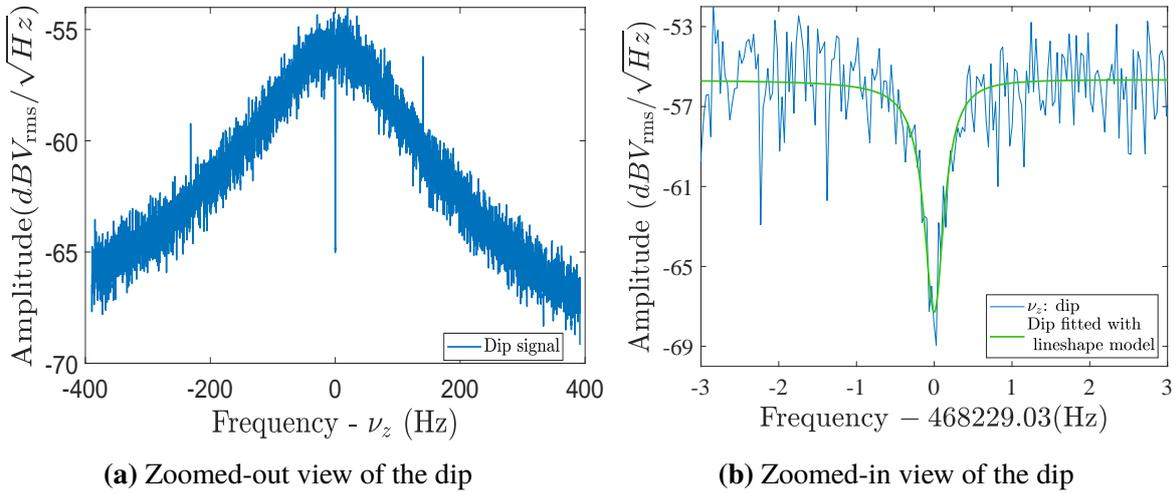 Amplitude(dBV_rms/√Hz)
-55
-60
-65
-70
-400
-200
0
200
400
Frequency - ν_z (Hz)
Dip signal
(a) Zoomed-out view of the dip
Amplitude (dBV_rms/√Hz)
-53
-57
-61
-65
-69
-3
-2
-1
0
1
2
3
Frequency − 468229.03(Hz)
ν_z: dip
Dip fitted with
lineshape model
(b) Zoomed-in view of the dip